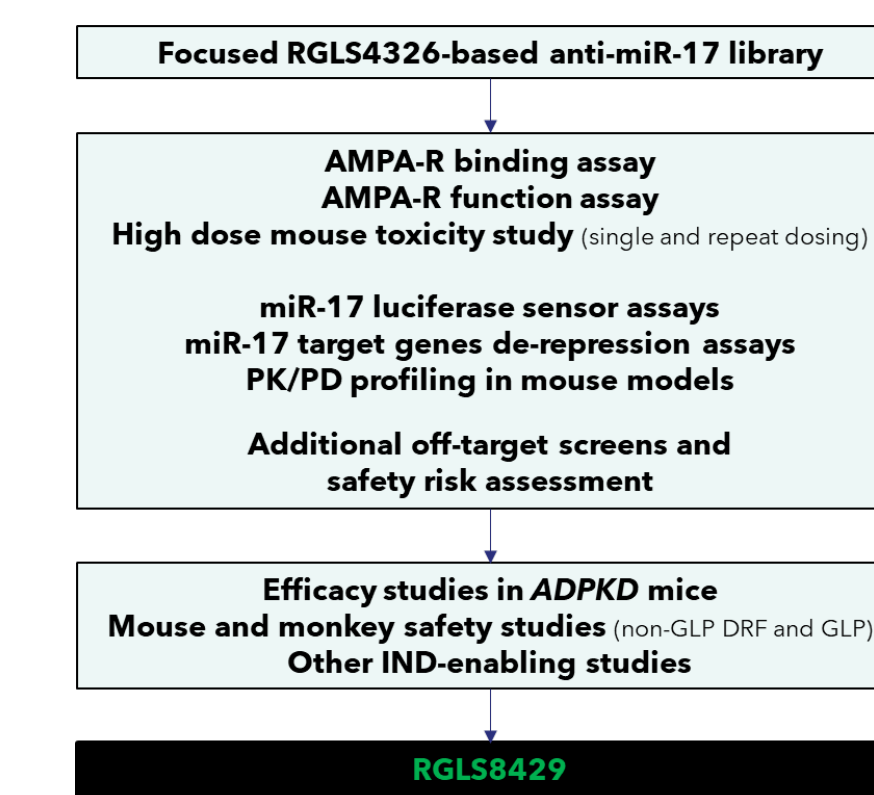 Focused RGLS4326-based anti-miR-17 library
AMPA-R binding assay
AMPA-R function assay
High dose mouse toxicity study (single and repeat dosing)
miR-17 luciferase sensor assays
miR-17 target genes de-repression assays
PK/PD profiling in mouse models
Additional off-target screens and
safety risk assessment
Efficacy studies in ADPKD mice
Mouse and monkey safety studies (non-GLP DRF and GLP)
Other IND-enabling studies
RGLS8429